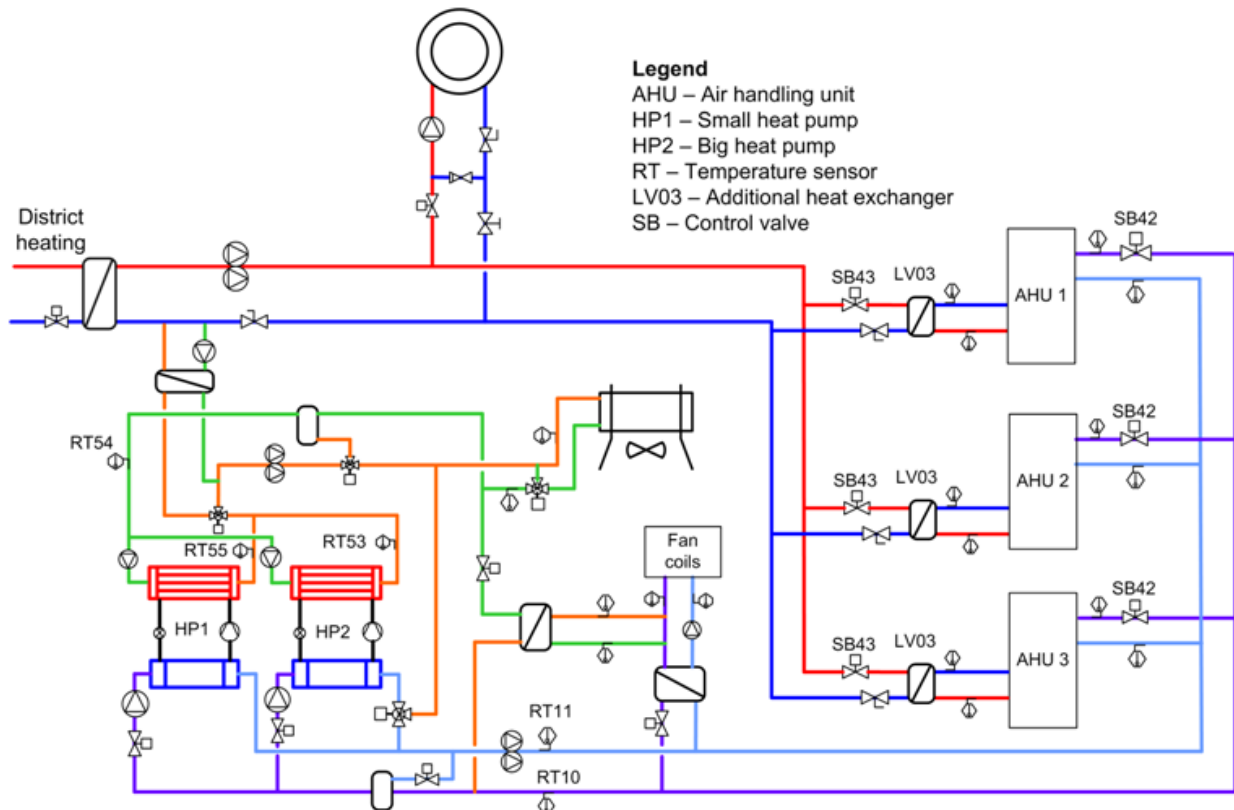 Legend
AHU – Air handling unit
HP1 – Small heat pump
HP2 – Big heat pump
RT – Temperature sensor
LV03 – Additional heat exchanger
SB – Control valve
District
heating
SB42
SB43
LV03
AHU 1
SB42
SB43
LV03
AHU 2
SB42
SB43
LV03
AHU 3
RT54
RT55
RT53
Fan
coils
HP1
HP2
RT11
RT10